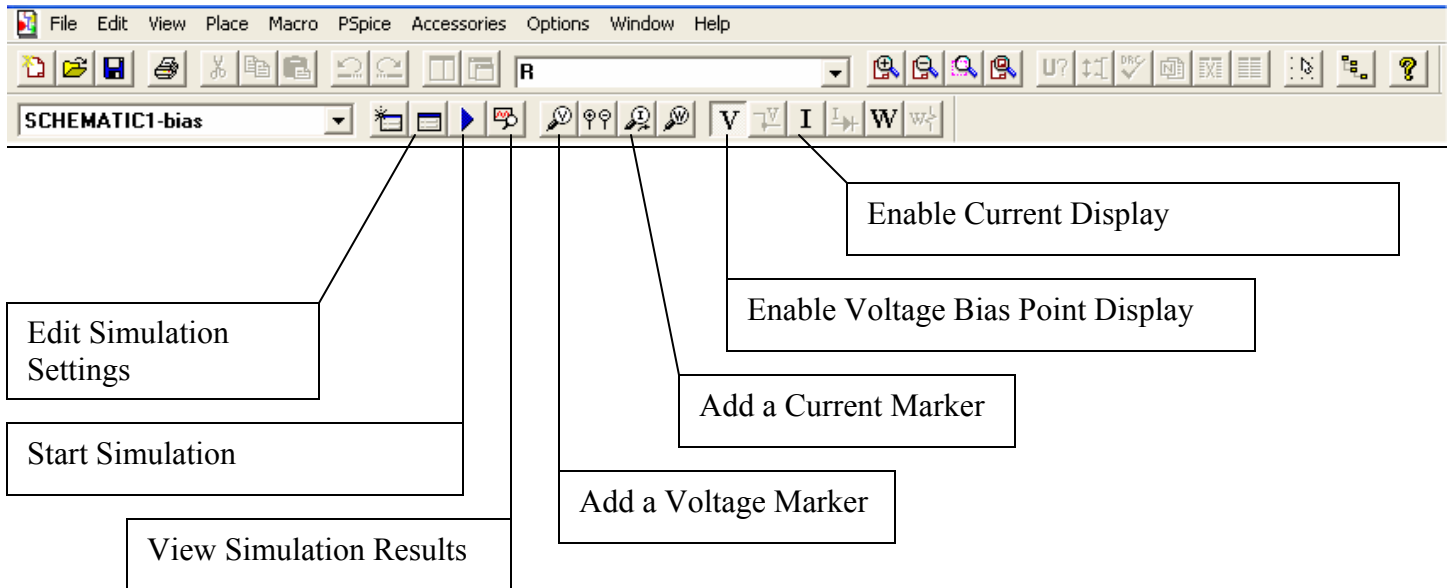 File Edit View Place Macro PSpice Accessories Options Window Help
R
U?
DRC
SCHEMATIC1-bias
V
I
W
V
V
I
I
W
W
Enable Current Display
Enable Voltage Bias Point Display
Edit Simulation
Settings
Add a Current Marker
Start Simulation
Add a Voltage Marker
View Simulation Results